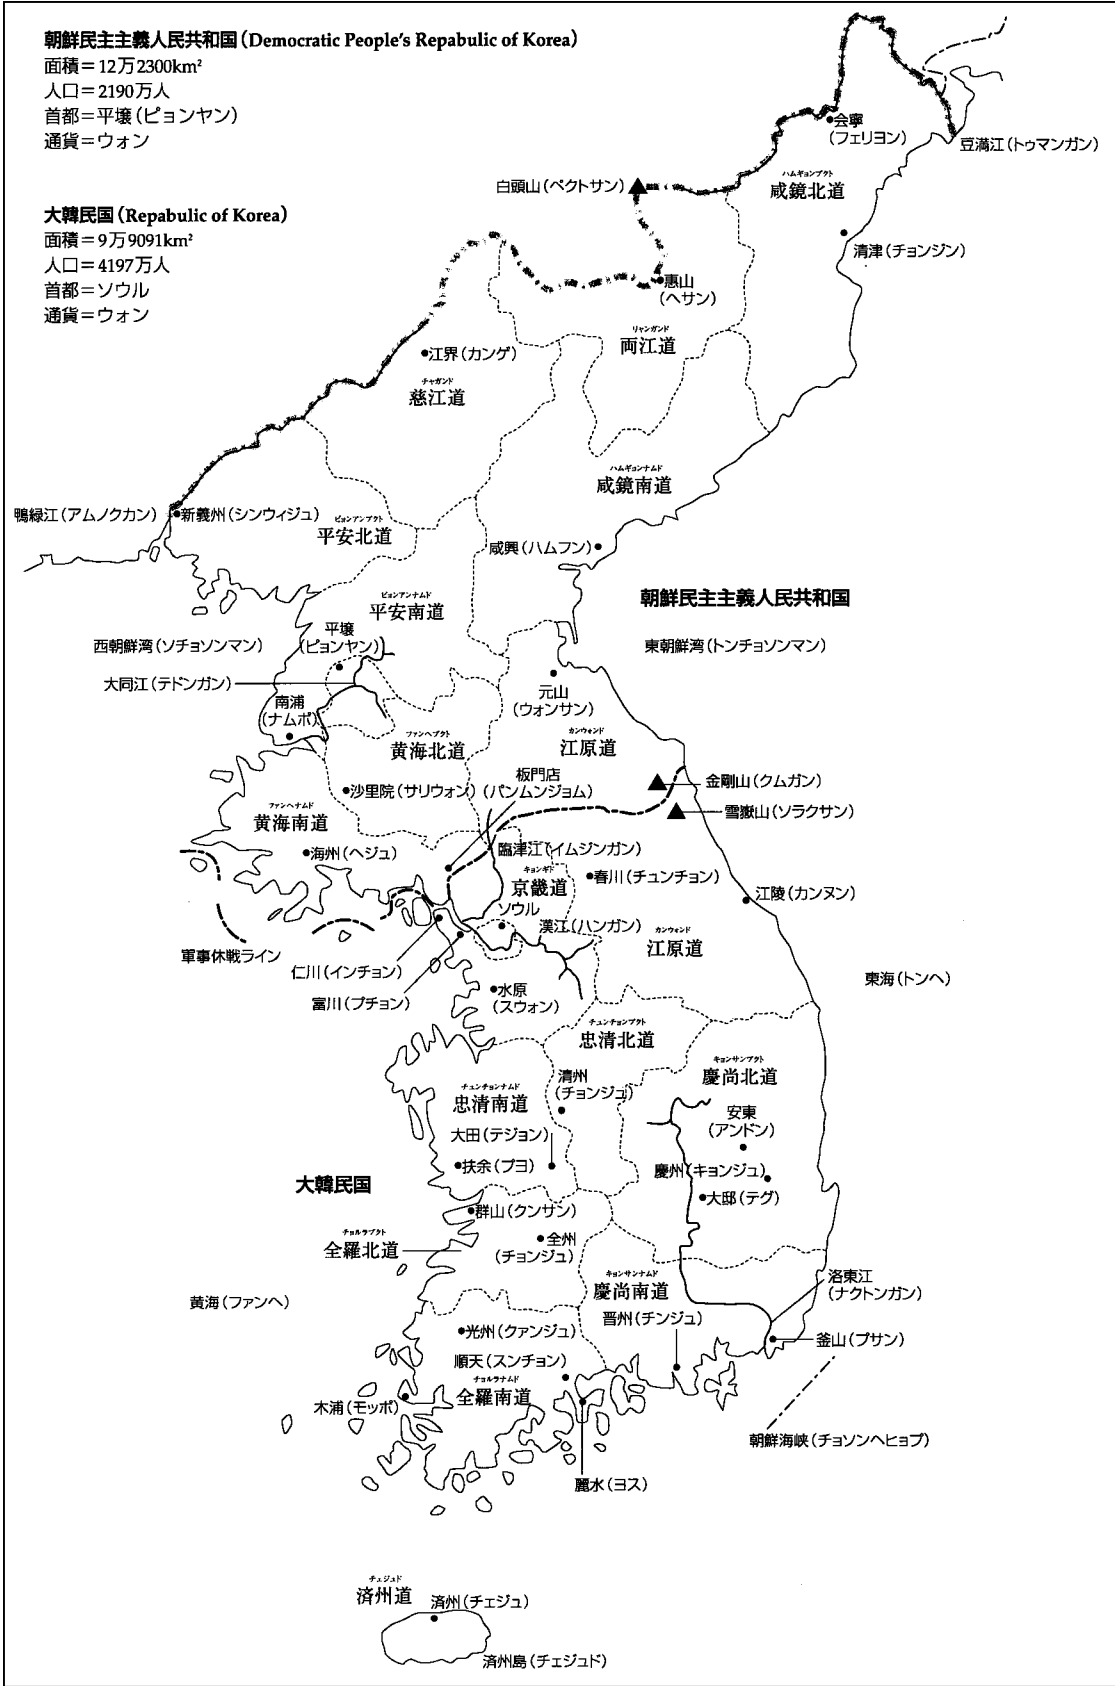 朝鮮民主主義人民共和国(Democratic People's Repabulic of Korea)
面積=12万2300km²
人口=2190万人
首都=平壌(ピョンヤン)
通貨=ウォン
大韓民国(Repabulic of Korea)
面積=9万9091km²
人口=4197万人
首都=ソウル
通貨=ウォン
会寧
(フェリヨン)
豆満江(トゥマンガン)
白頭山(ペクトサン)
ハムギョンブクト
咸鏡北道
清津(チョンジン)
惠山
(ヘサン)
リャンガンド
両江道
江界(カンゲ)
チャガンド
慈江道
ハムギョンナムド
咸鏡南道
鴨緑江(アムノクカン)
新義州(シンウィジュ)
ピョンアンブクト
平安北道
咸興(ハムフン)
朝鮮民主主義人民共和国
ピョンアンナムド
平安南道
平壌
(ピョンヤン)
西朝鮮湾(ソチョソンマン)
東朝鮮湾(トンチョソンマン)
大同江(テドンガン)
元山
(ウォンサン)
南浦
(ナムポ)
ファンヘブクト
黄海北道
カンウォンド
江原道
板門店
(パンムンジョム)
金剛山(クムガン)
沙里院(サリウォン)
雪嶽山(ソラクサン)
ファンヘナムド
黄海南道
海州(ヘジュ)
臨津江(イムジンガン)
キョンギド
京畿道
春川(チュンチョン)
江陵(カンヌン)
ソウル
漢江(ハンガン)
カンウォンド
江原道
軍事休戦ライン
仁川(インチョン)
東海(トンヘ)
富川(プチョン)
水原
(スウォン)
チュンチョンブクト
忠清北道
キョンサンブクト
慶尚北道
清州
(チョンジュ)
チュンチョンナムド
忠清南道
安東
(アンドン)
大田(テジョン)
扶余(プヨ)
慶州(キョンジュ)
大韓民国
大邸(テグ)
群山(クンサン)
チョルラブクト
全羅北道
全州
(チョンジュ)
キョンサンナムド
慶尚南道
洛東江
(ナクトンガン)
黄海(ファンヘ)
晋州(チンジュ)
光州(クァンジュ)
釜山(プサン)
順天(スンチョン)
チョルラナムド
全羅南道
木浦(モッポ)
朝鮮海峡(チョソンヘヒョプ)
麗水(ヨス)
チェジュド
済州道
済州(チェジュ)
済州島(チェジュド)